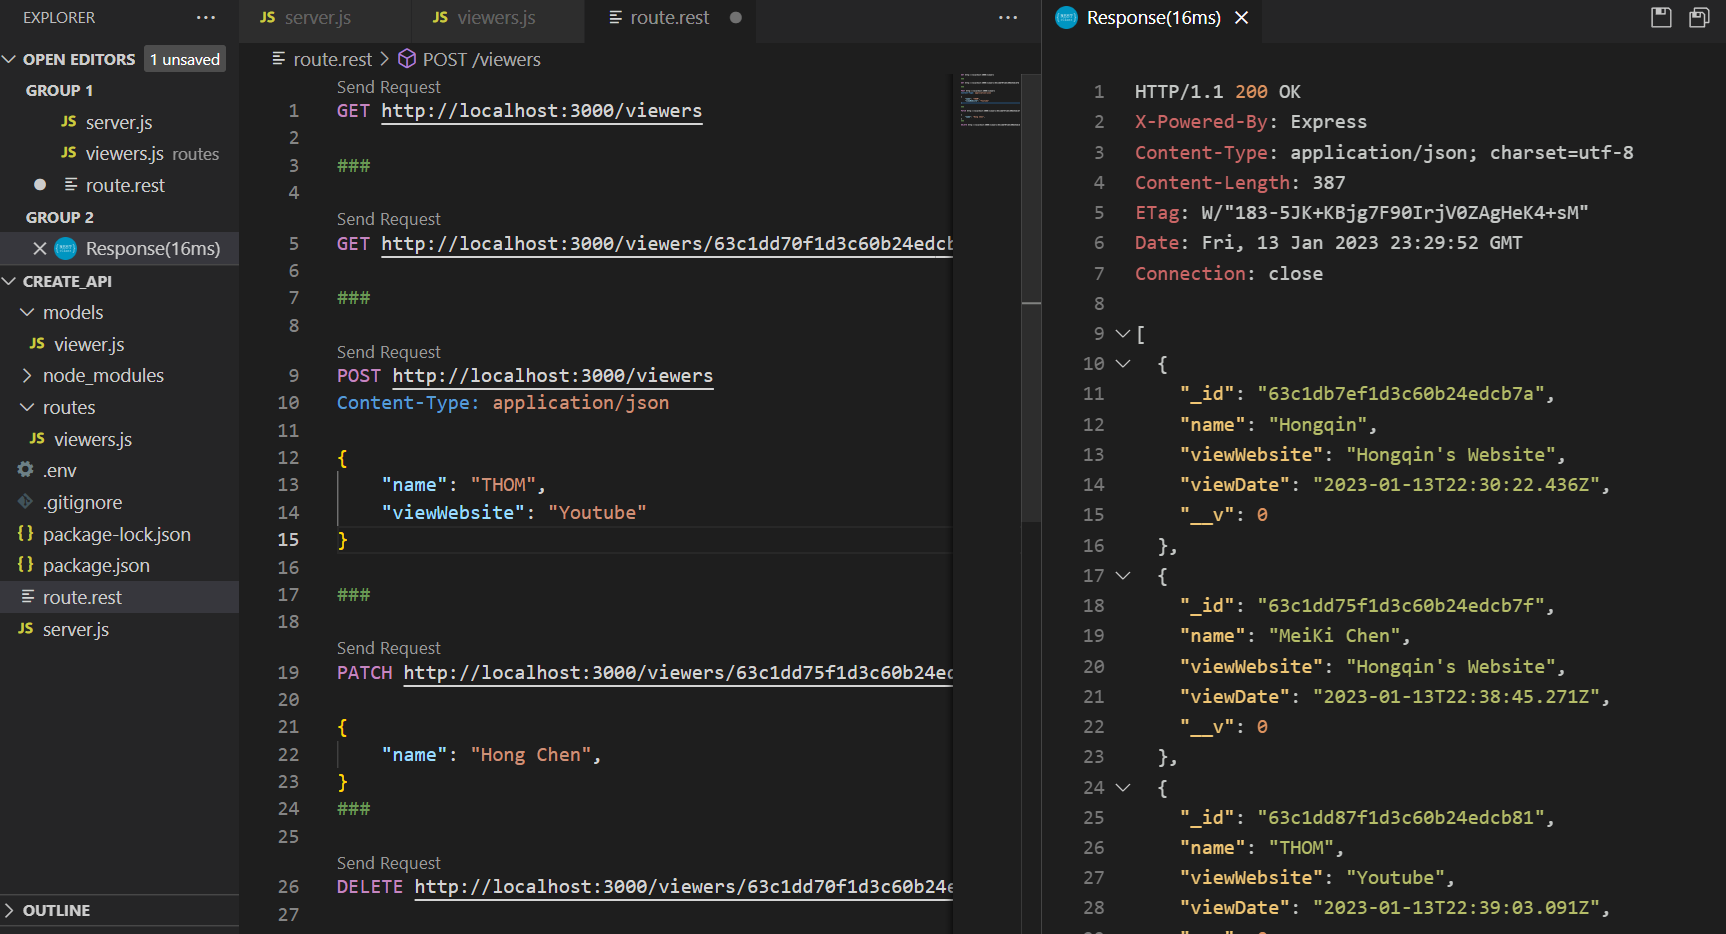 EXPLORER ···
OPEN EDITORS 1 unsaved
GROUP 1
JS server.js
JS viewers.js routes
route.rest
GROUP 2
Response(16ms)
CREATE_API
models
JS viewer.js
node_modules
routes
JS viewers.js
.env
.gitignore
{} package-lock.json
{} package.json
route.rest
JS server.js
OUTLINE
JS server.js JS viewers.js route.rest ···
route.rest > POST /viewers
Send Request
1 GET http://localhost:3000/viewers
2
3 ###
4
Send Request
5 GET http://localhost:3000/viewers/63c1dd70f1d3c60b24edcb
6
7 ###
8
Send Request
9 POST http://localhost:3000/viewers
10 Content-Type: application/json
11
12 {
13 "name": "THOM",
14 "viewWebsite": "Youtube"
15 }
16
17 ###
18
Send Request
19 PATCH http://localhost:3000/viewers/63c1dd75f1d3c60b24ed
20
21 {
22 "name": "Hong Chen",
23 }
24 ###
25
Send Request
26 DELETE http://localhost:3000/viewers/63c1dd70f1d3c60b24e
27
Response(16ms)
1 HTTP/1.1 200 OK
2 X-Powered-By: Express
3 Content-Type: application/json; charset=utf-8
4 Content-Length: 387
5 ETag: W/"183-5JK+KBjg7F90IrjV0ZAgHeK4+sM"
6 Date: Fri, 13 Jan 2023 23:29:52 GMT
7 Connection: close
8
9 [
10 {
11 "_id": "63c1db7ef1d3c60b24edcb7a",
12 "name": "Hongqin",
13 "viewWebsite": "Hongqin's Website",
14 "viewDate": "2023-01-13T22:30:22.436Z",
15 "__v": 0
16 },
17 {
18 "_id": "63c1dd75f1d3c60b24edcb7f",
19 "name": "MeiKi Chen",
20 "viewWebsite": "Hongqin's Website",
21 "viewDate": "2023-01-13T22:38:45.271Z",
22 "__v": 0
23 },
24 {
25 "_id": "63c1dd87f1d3c60b24edcb81",
26 "name": "THOM",
27 "viewWebsite": "Youtube",
28 "viewDate": "2023-01-13T22:39:03.091Z",